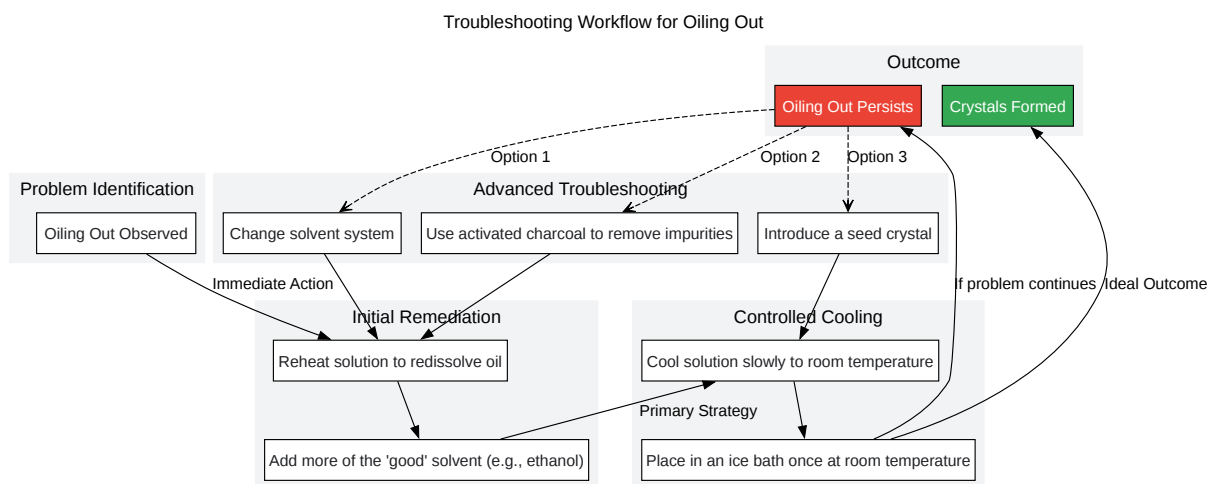 Troubleshooting Workflow for Oiling Out
Outcome
Oiling Out Persists
Crystals Formed
Option 1
Option 2
Option 3
Problem Identification
Advanced Troubleshooting
Oiling Out Observed
Change solvent system
Use activated charcoal to remove impurities
Introduce a seed crystal
Immediate Action
If problem continues
Ideal Outcome
Initial Remediation
Controlled Cooling
Reheat solution to redissolve oil
Cool solution slowly to room temperature
Primary Strategy
Add more of the 'good' solvent (e.g., ethanol)
Place in an ice bath once at room temperature